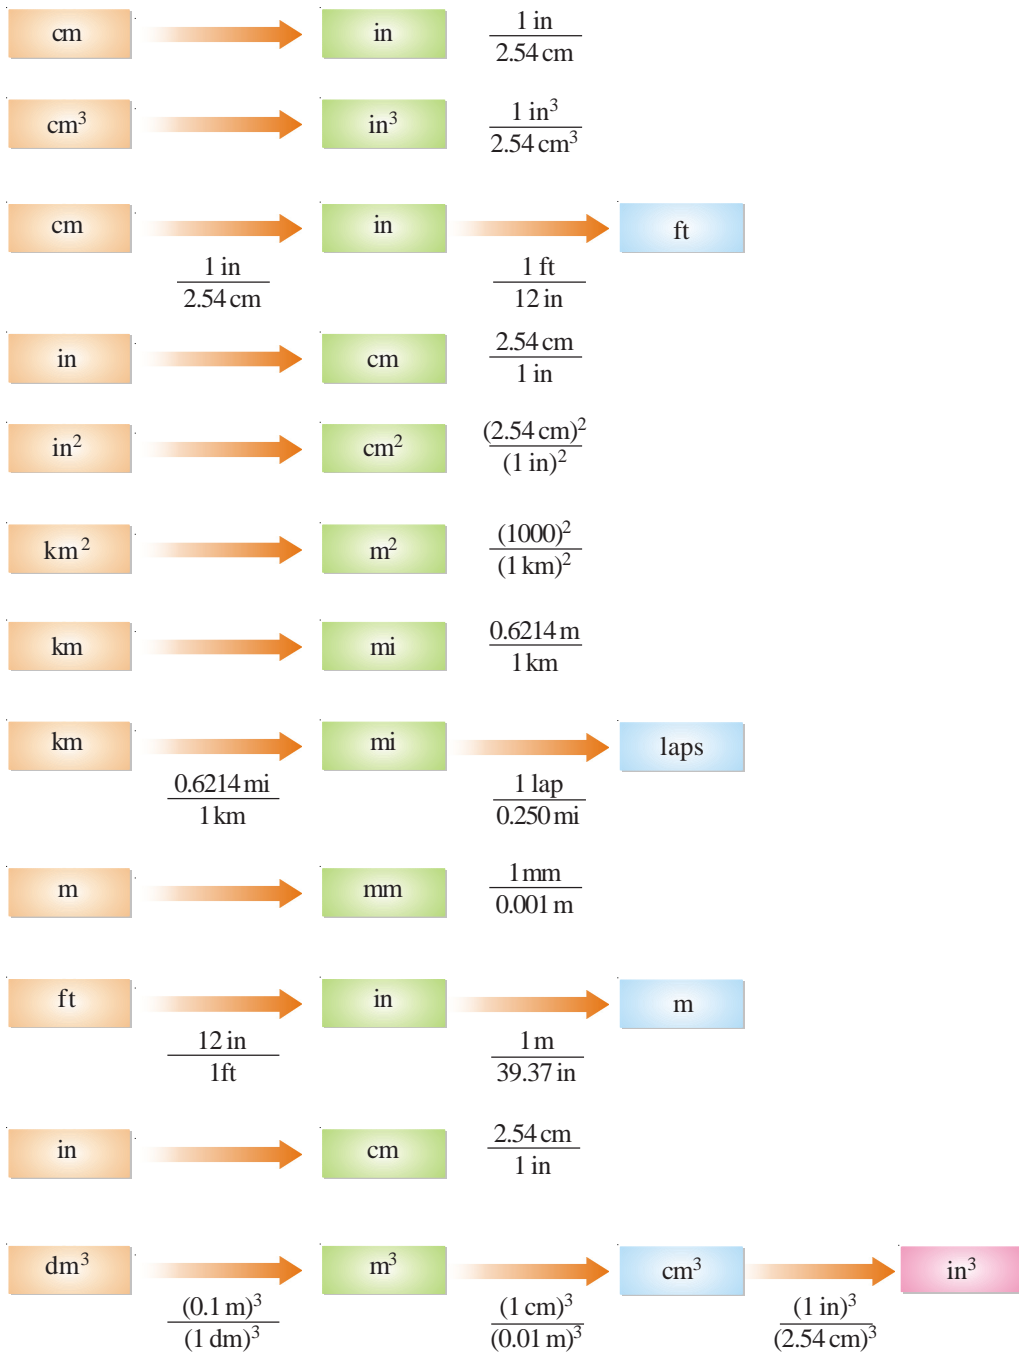 cm in 1 in
2.54 cm
cm³ in³ 1 in³
2.54 cm³
cm in ft
1 in 1 ft
2.54 cm 12 in
in cm 2.54 cm
1 in
in² cm² (2.54 cm)²
(1 in)²
km² m² (1000)²
(1 km)²
km mi 0.6214 m
1 km
km mi laps
0.6214 mi 1 lap
1 km 0.250 mi
m mm 1 mm
0.001 m
ft in m
12 in 1 m
1ft 39.37 in
in cm 2.54 cm
1 in
dm³ m³ cm³ in³
(0.1 m)³ (1 cm)³ (1 in)³
(1 dm)³ (0.01 m)³ (2.54 cm)³